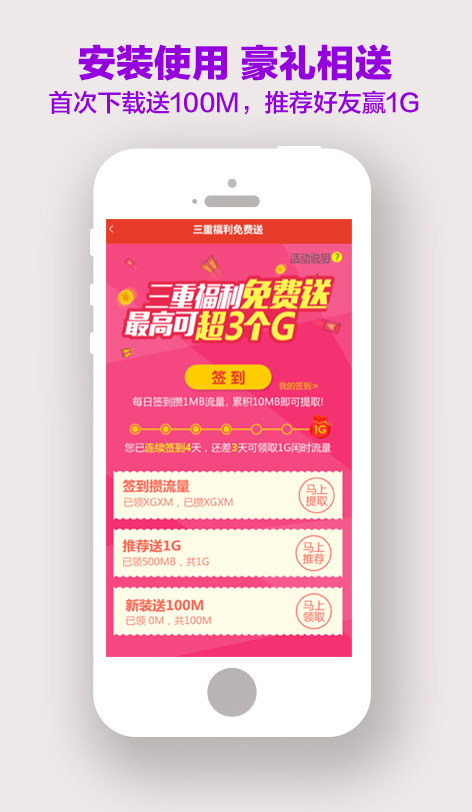 安装使用 豪礼相送
首次下载送100M，推荐好友赢1G
三重福利免费送
活动说明 ?
三重福利免费送
最高可超3个G
签到
我的签到≫
每日签到攒1MB流量, 累积10MB即可提取!
1G
您已连续签到4天，还差3天可领取1G闲时流量
签到攒流量
已领XGXM，已攒XGXM
马上
提取
推荐送1G
已领500MB，共1G
马上
推荐
新装送100M
已领 0M，共100M
马上
领取